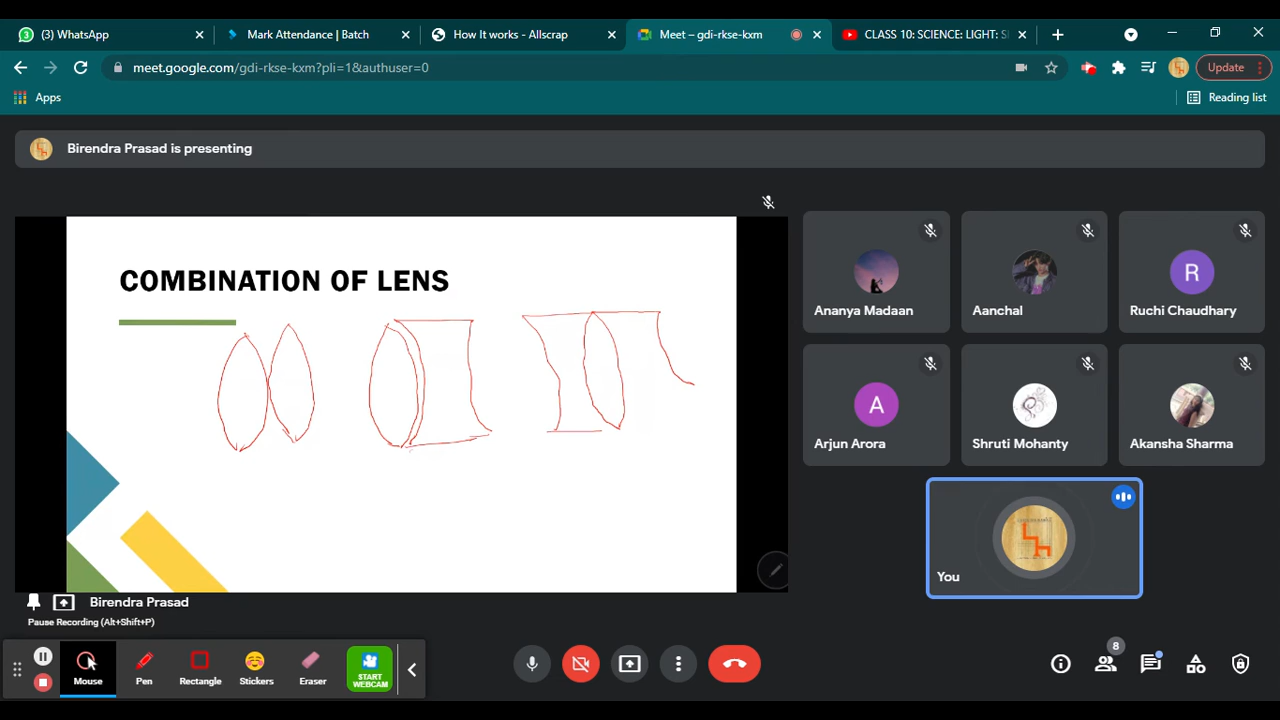 (3) WhatsApp
Mark Attendance | Batch
How It works - Allscrap
Meet – gdi-rkse-kxm
CLASS 10: SCIENCE: LIGHT: S
meet.google.com/gdi-rkse-kxm?pli=1&authuser=0
Update
Apps
Reading list
Birendra Prasad is presenting
COMBINATION OF LENS
Ananya Madaan
Aanchal
R
Ruchi Chaudhary
A
Arjun Arora
Shruti Mohanty
Akansha Sharma
You
Birendra Prasad
Pause Recording (Alt+Shift+P)
Mouse
Pen
Rectangle
Stickers
Eraser
START
WEBCAM
8